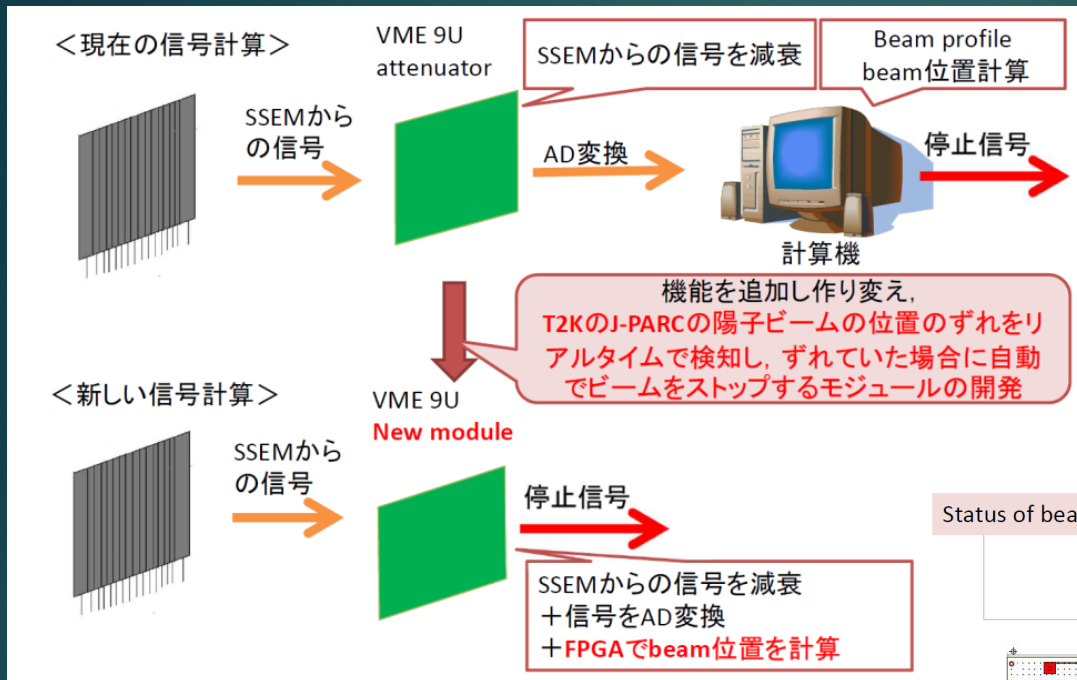 <現在の信号計算>
VME 9U
attenuator
SSEMからの信号を減衰
Beam profile
beam位置計算
SSEMから
の信号
AD変換
停止信号
計算機
機能を追加し作り変え,
T2KのJ-PARCの陽子ビームの位置のずれをリ
アルタイムで検知し, ずれていた場合に自動
でビームをストップするモジュールの開発
<新しい信号計算>
VME 9U
New module
SSEMから
の信号
停止信号
SSEMからの信号を減衰
+信号をAD変換
+FPGAでbeam位置を計算
Status of bea